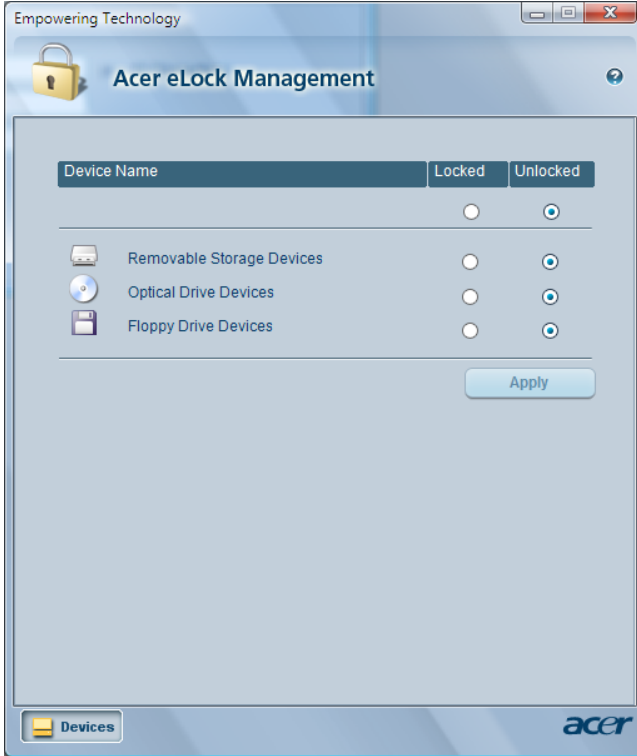 Empowering Technology
Acer eLock Management
Device Name Locked Unlocked
Removable Storage Devices
Optical Drive Devices
Floppy Drive Devices
Apply
Devices
acer